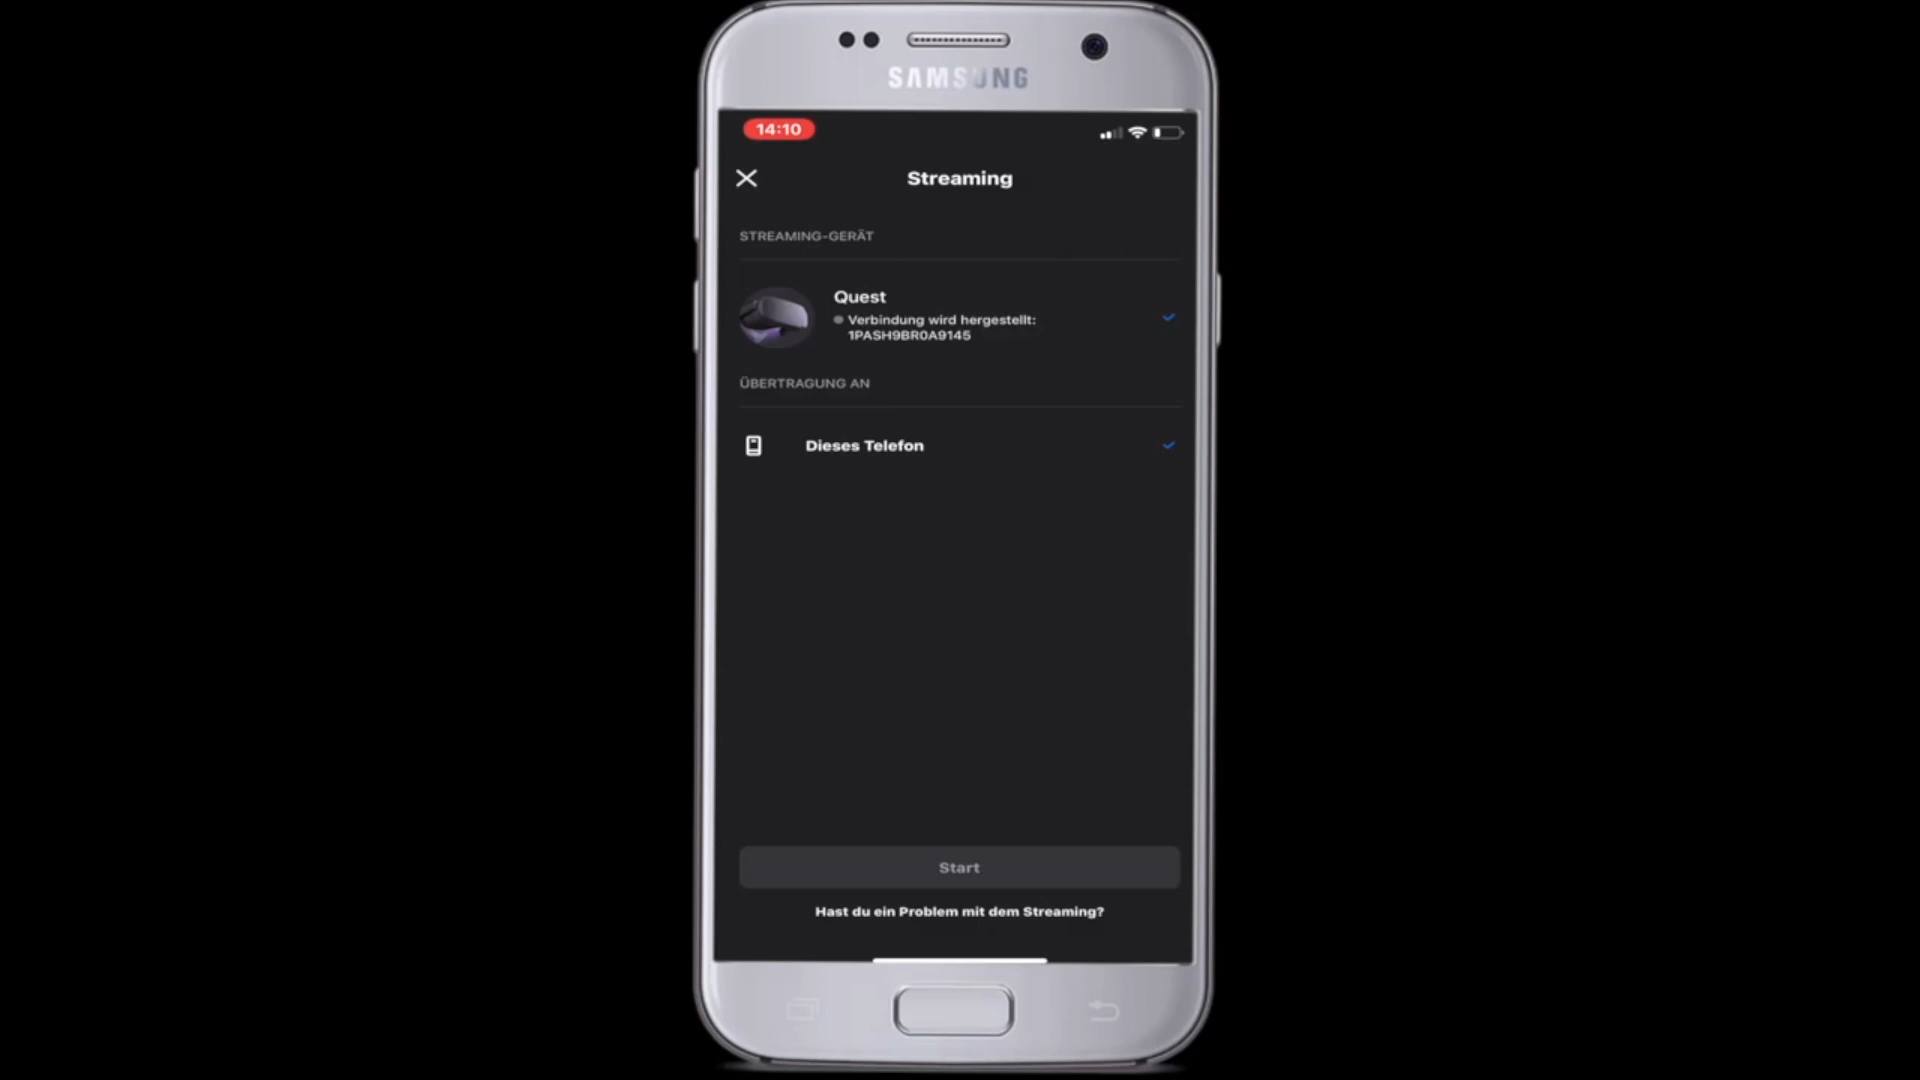 SAMSUNG
14:10
Streaming
STREAMING-GERÄT
Quest
Verbindung wird hergestellt:
1PASH9BR0A9145
ÜBERTRAGUNG AN
Dieses Telefon
Start
Hast du ein Problem mit dem Streaming?